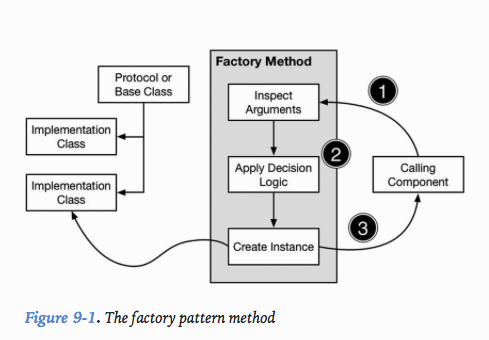 Factory Method
Protocol or
Base Class
Inspect
Arguments
1
Implementation
Class
2
Implementation
Class
Apply Decision
Logic
Calling
Component
3
Create Instance
Figure 9-1. The factory pattern method